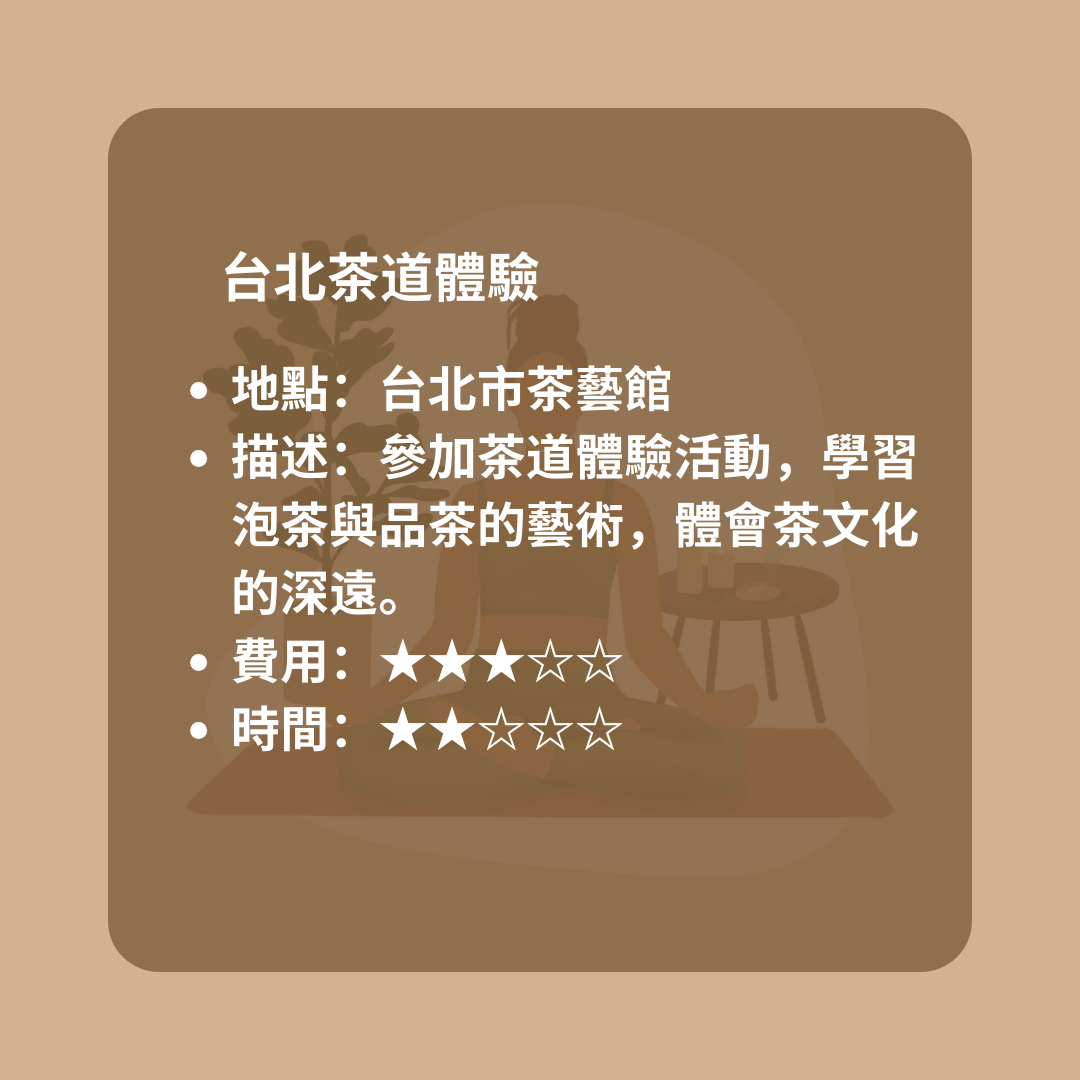 台北茶道體驗
• 地點：台北市茶藝館
• 描述：參加茶道體驗活動，學習
泡茶與品茶的藝術，體會茶文化
的深遠。
• 費用：★★★☆☆
• 時間：★★☆☆☆